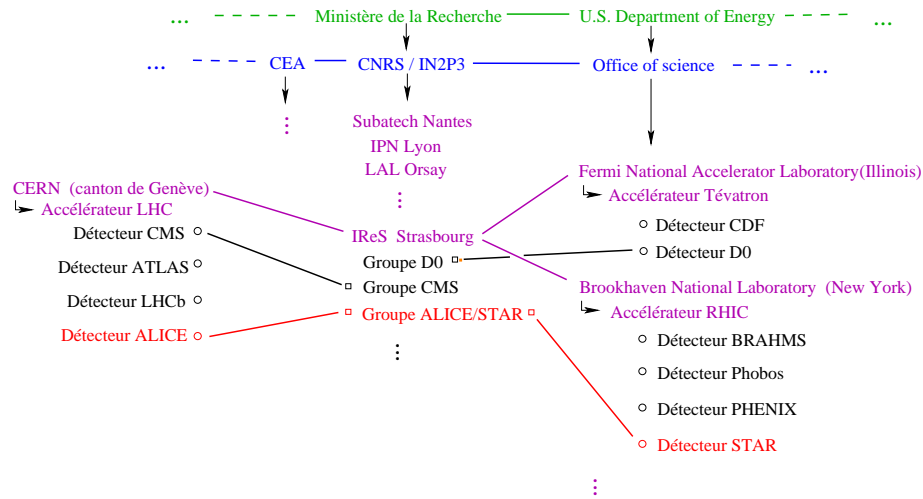 ... Ministère de la Recherche U.S. Department of Energy ...
... CEA CNRS / IN2P3 Office of science ...
Subatech Nantes
IPN Lyon
LAL Orsay
CERN (canton de Genève)
Accélérateur LHC
Détecteur CMS
Détecteur ATLAS
Détecteur LHCb
Détecteur ALICE
IReS Strasbourg
Groupe D0
Groupe CMS
Groupe ALICE/STAR
Fermi National Accelerator Laboratory(Illinois)
Accélérateur Tévatron
Détecteur CDF
Détecteur D0
Brookhaven National Laboratory (New York)
Accélérateur RHIC
Détecteur BRAHMS
Détecteur Phobos
Détecteur PHENIX
Détecteur STAR